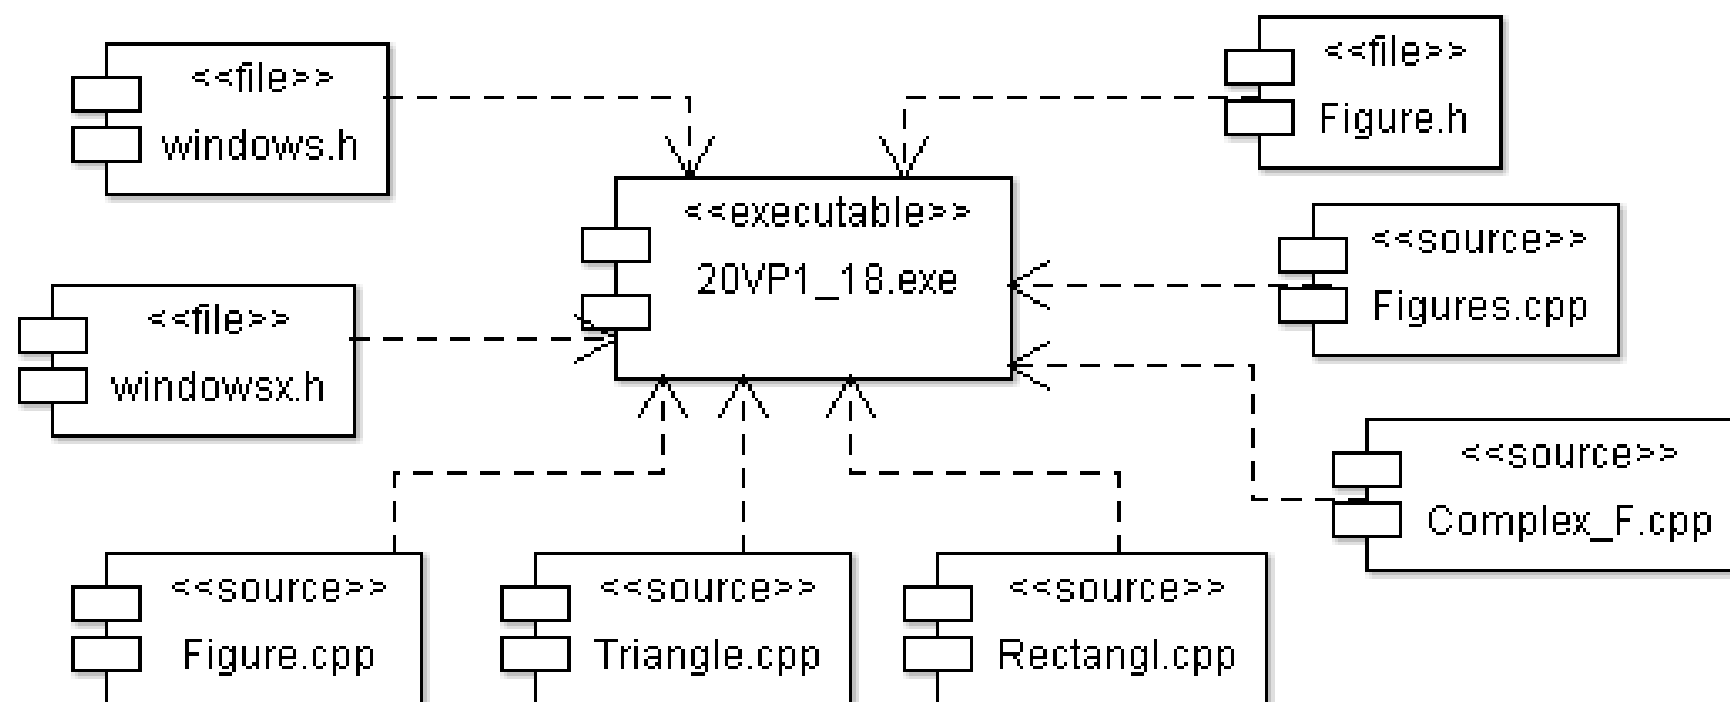 <<file>>
windows.h
<<file>>
Figure.h
<<executable>>
20VP1_18.exe
<<source>>
Figures.cpp
<<file>>
windowsx.h
<<source>>
Complex_F.cpp
<<source>>
Figure.cpp
<<source>>
Triangle.cpp
<<source>>
Rectangl.cpp